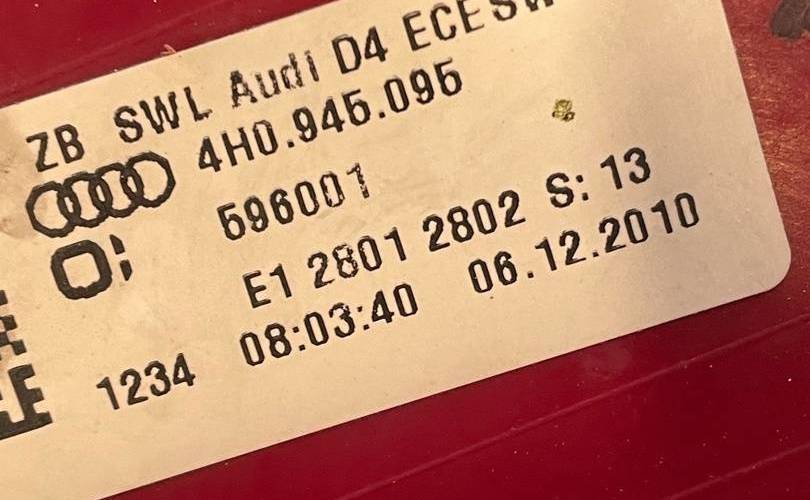 ZB SWL Audi D4 ECE SW
4H0.945.095
596001
O;
E1 2801 2802 S: 13
1234 08:03:40 06.12.2010